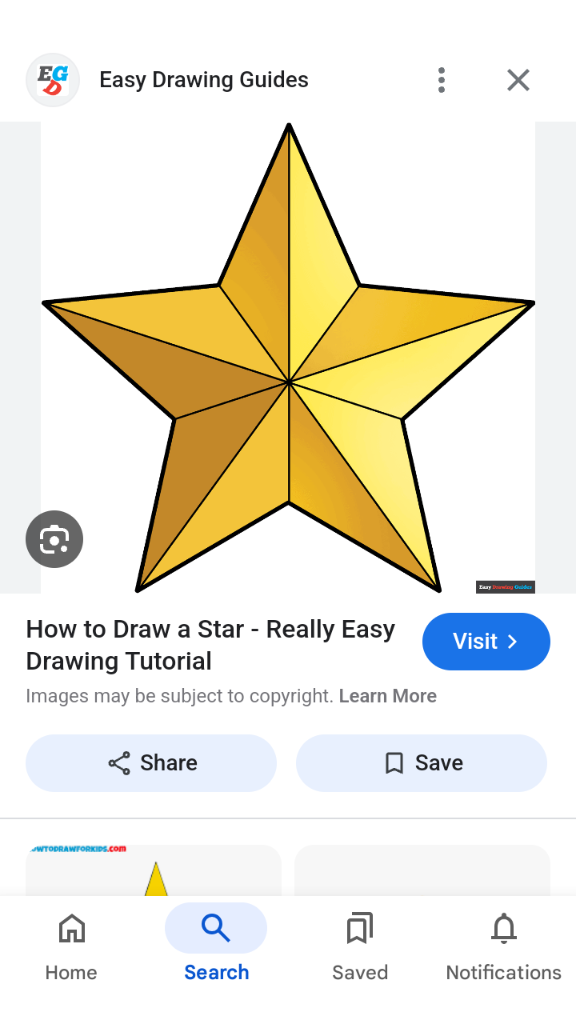 EGD
Easy Drawing Guides
Easy Drawing Guides
How to Draw a Star - Really Easy
Drawing Tutorial
Visit
Images may be subject to copyright. Learn More
Share
Save
WTODRAWFORKIDS.COM
Home
Search
Saved
Notifications